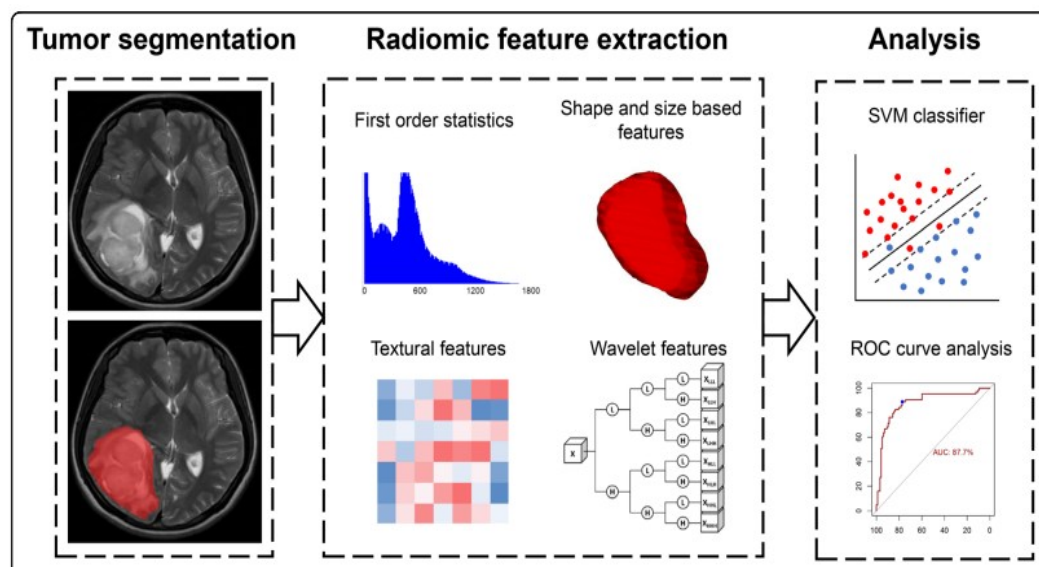 Tumor segmentation
Radiomic feature extraction
Analysis
First order statistics
0 600 1200 1800
Shape and size based
features
Textural features
Wavelet features
X
L
H
L
H
L
H
L
H
L
H
L
H
L
H
SVM classifier
ROC curve analysis
100
80
60
40
20
0
AUC: 87.7%
100 80 60 40 20 0